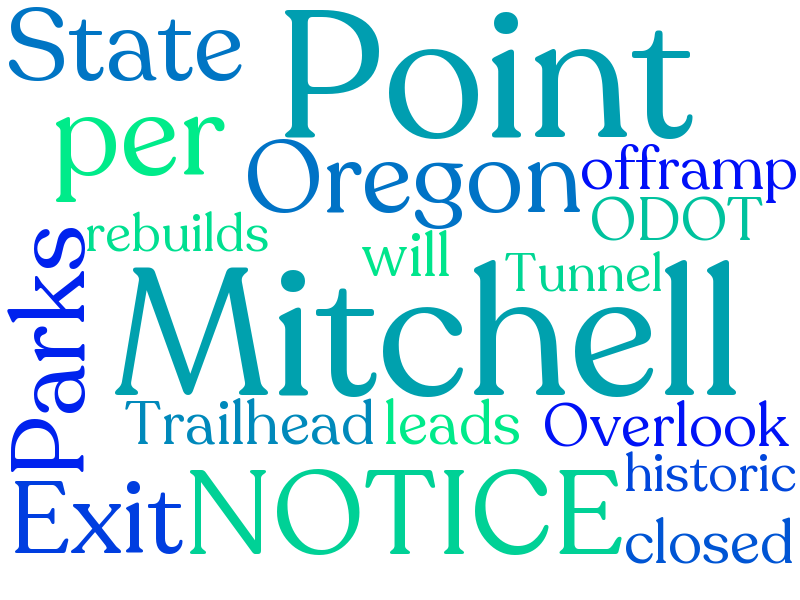 State
Point
per
Oregon
offramp
ODOT
rebuilds
will
Tunnel
Parks
Mitchell
Trailhead
leads
Overlook
historic
Exit
NOTICE
closed